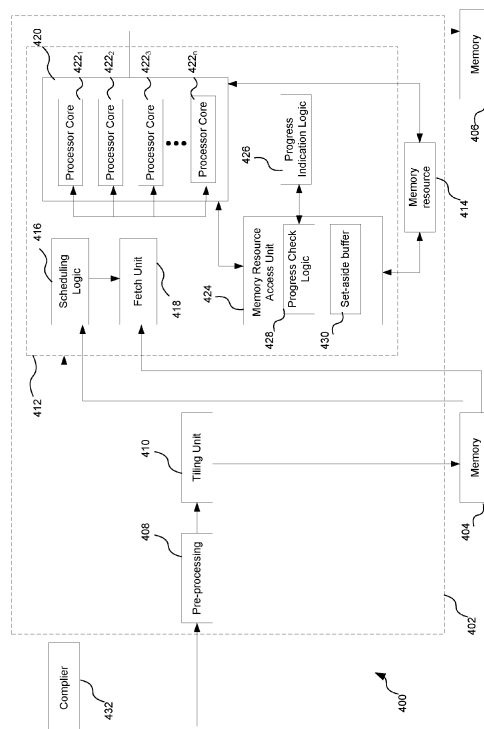 Complier
432
400
402
Pre-processing
408
Tiling Unit
410
Memory
404
412
Scheduling
Logic
416
Fetch Unit
418
420
Processor Core
422₁
Processor Core
422₂
Processor Core
422₃
Processor Core
422ₙ
Memory Resource
Access Unit
424
Progress Check
Logic
428
Set-aside buffer
430
Progress
Indication Logic
426
Memory
resource
414
Memory
406